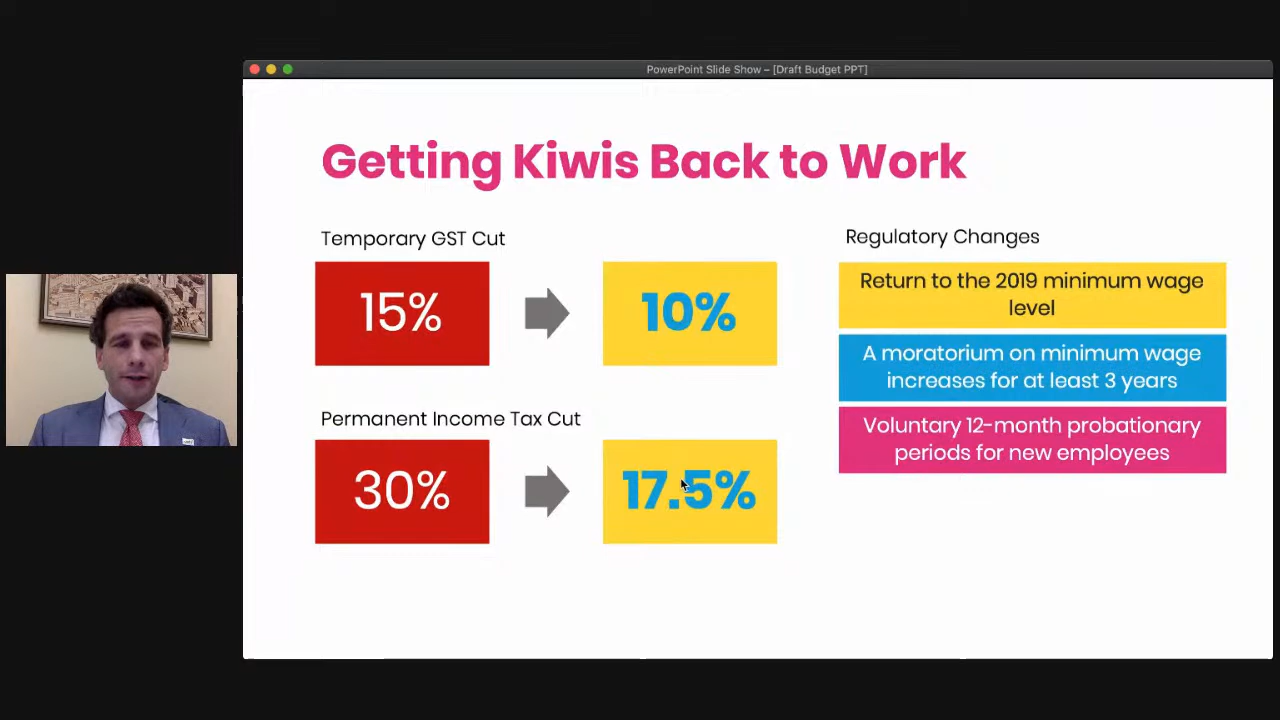 PowerPoint Slide Show – [Draft Budget PPT]
Getting Kiwis Back to Work
Temporary GST Cut
15%
10%
Permanent Income Tax Cut
30%
17.5%
Regulatory Changes
Return to the 2019 minimum wage
level
A moratorium on minimum wage
increases for at least 3 years
Voluntary 12-month probationary
periods for new employees